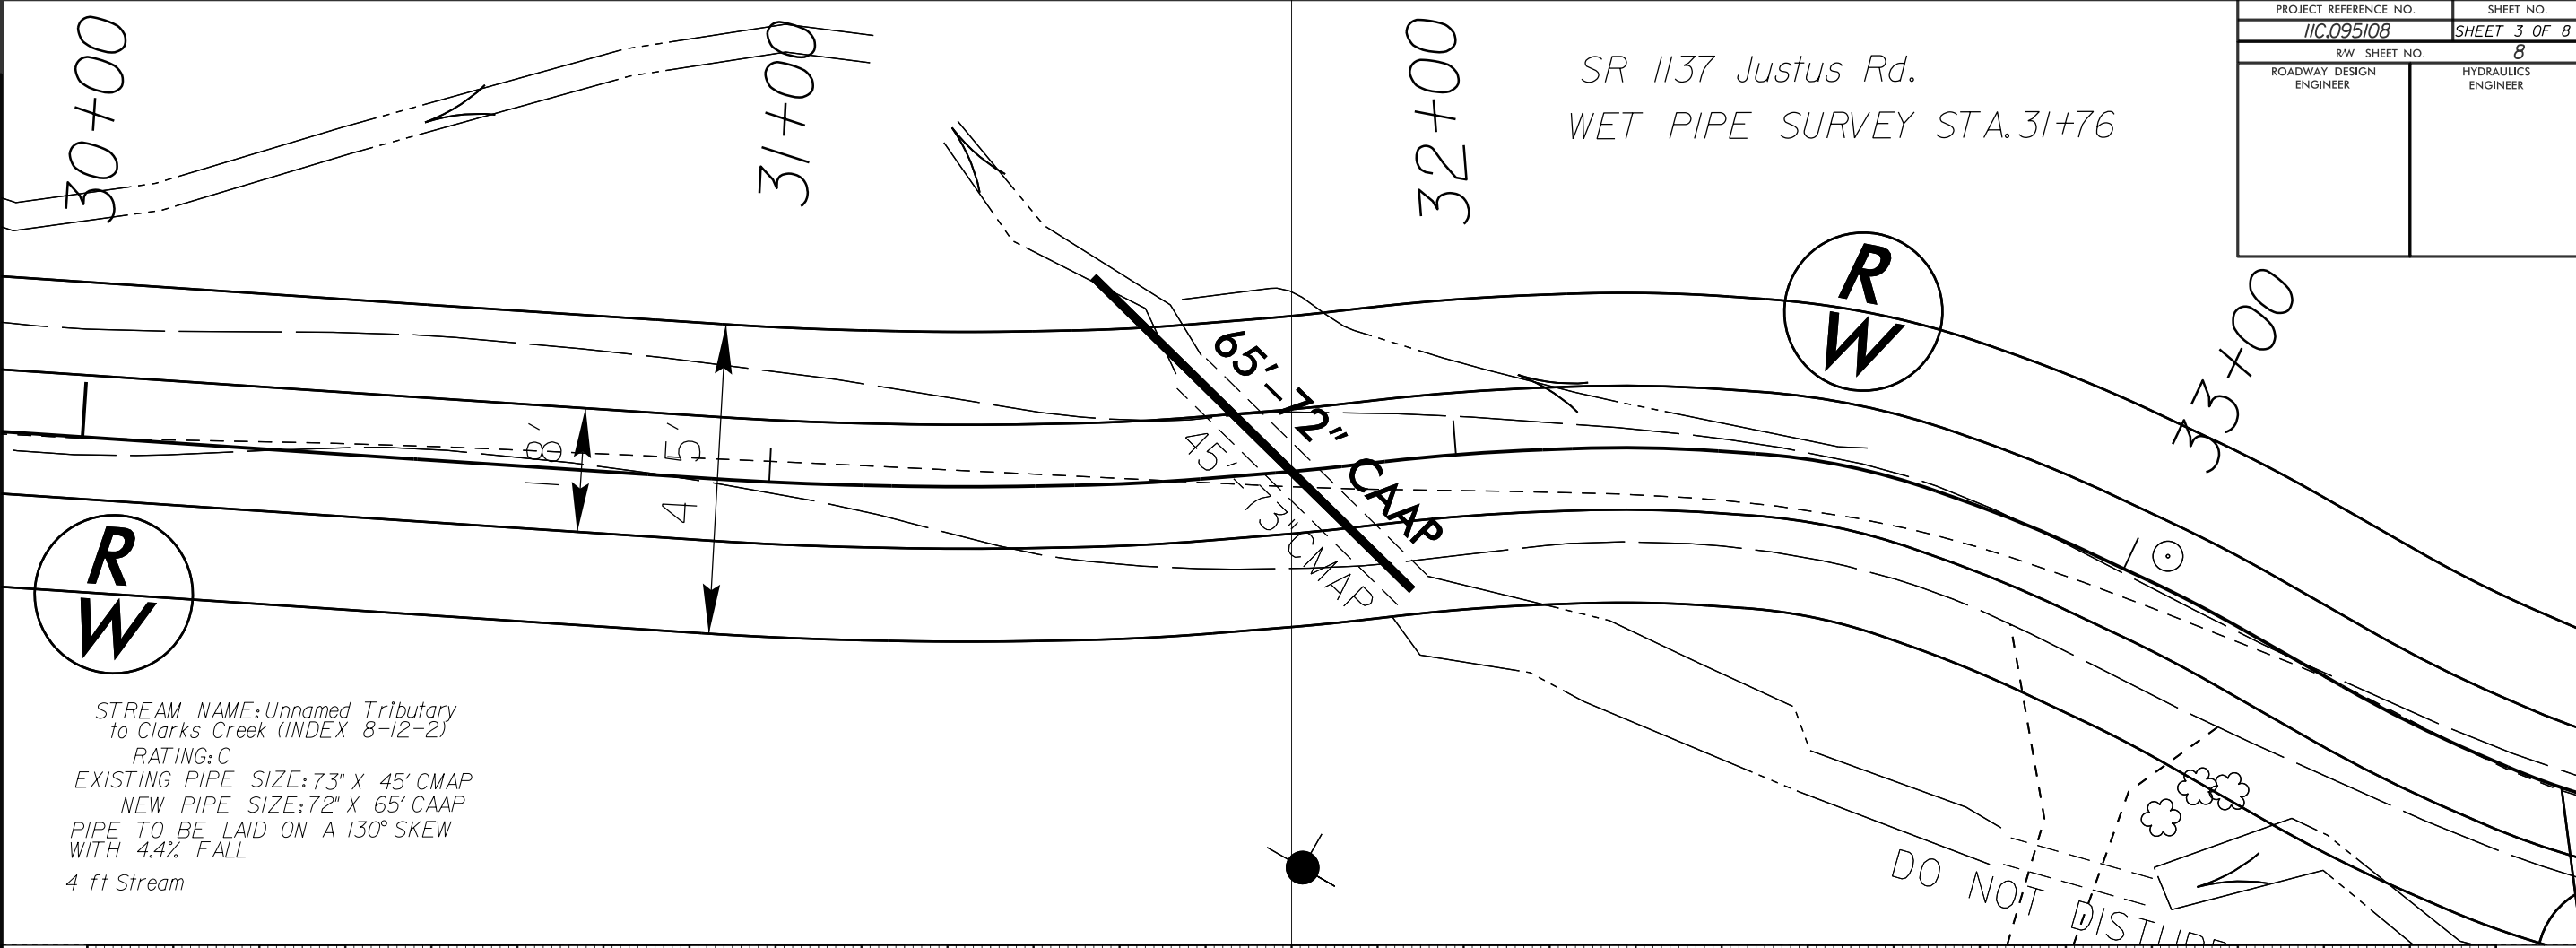 PROJECT REFERENCE NO. SHEET NO.
11C.095108 SHEET 3 OF 8
R/W SHEET NO. 8
ROADWAY DESIGN
ENGINEER
HYDRAULICS
ENGINEER
SR 1137 Justus Rd.
WET PIPE SURVEY STA.31+76
30+00
31+00
32+00
33+00
R
W
R
W
18'
45'
65'-72" CAAP
45'-73" CMAP
STREAM NAME:Unnamed Tributary
to Clarks Creek (INDEX 8-12-2)
RATING:C
EXISTING PIPE SIZE:73" X 45' CMAP
NEW PIPE SIZE:72" X 65' CAAP
PIPE TO BE LAID ON A 130° SKEW
WITH 4.4% FALL
4 ft Stream
DO NOT